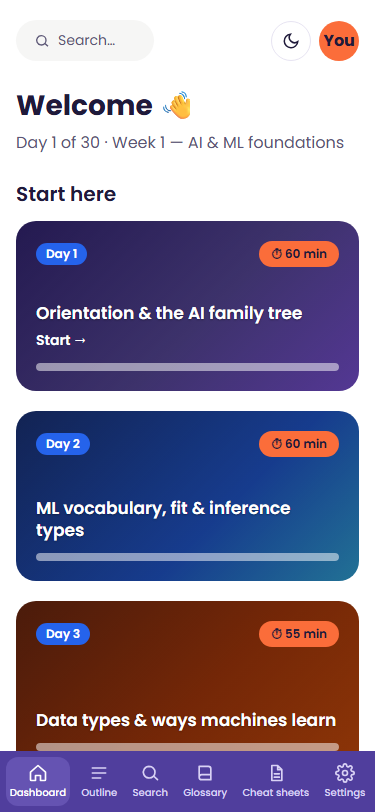 Search...
You
Welcome 👋
Day 1 of 30 · Week 1 — AI & ML foundations
Start here
Day 1
⏱ 60 min
Orientation & the AI family tree
Start →
Day 2
⏱ 60 min
ML vocabulary, fit & inference
types
Day 3
⏱ 55 min
Data types & ways machines learn
Dashboard
Outline
Search
Glossary
Cheat sheets
Settings